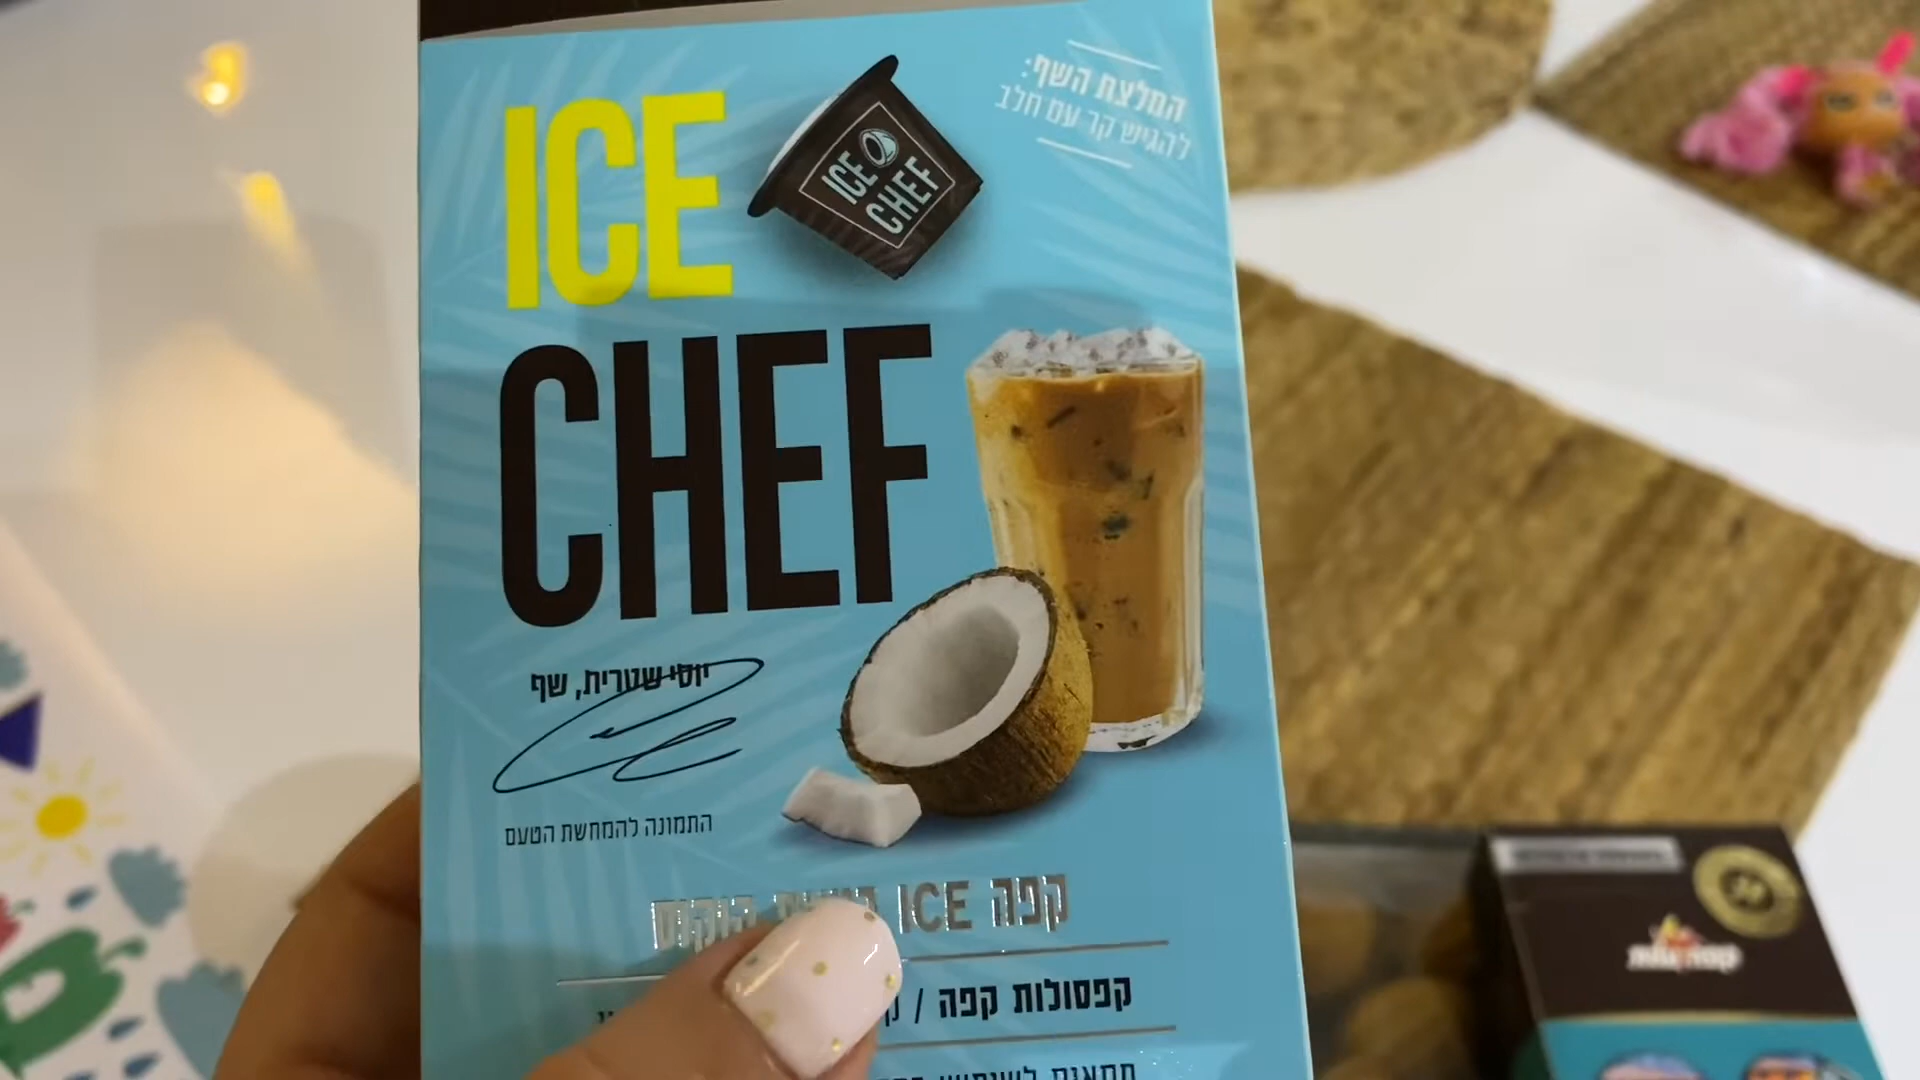 ICE
ICE
CHEF
המלצת השף:
להגיש קר עם חלב
CHEF
יוסי שטרית, שף
התמונה להמחשת הטעם
קפה ICE קוקוס
קפסולות קפה /